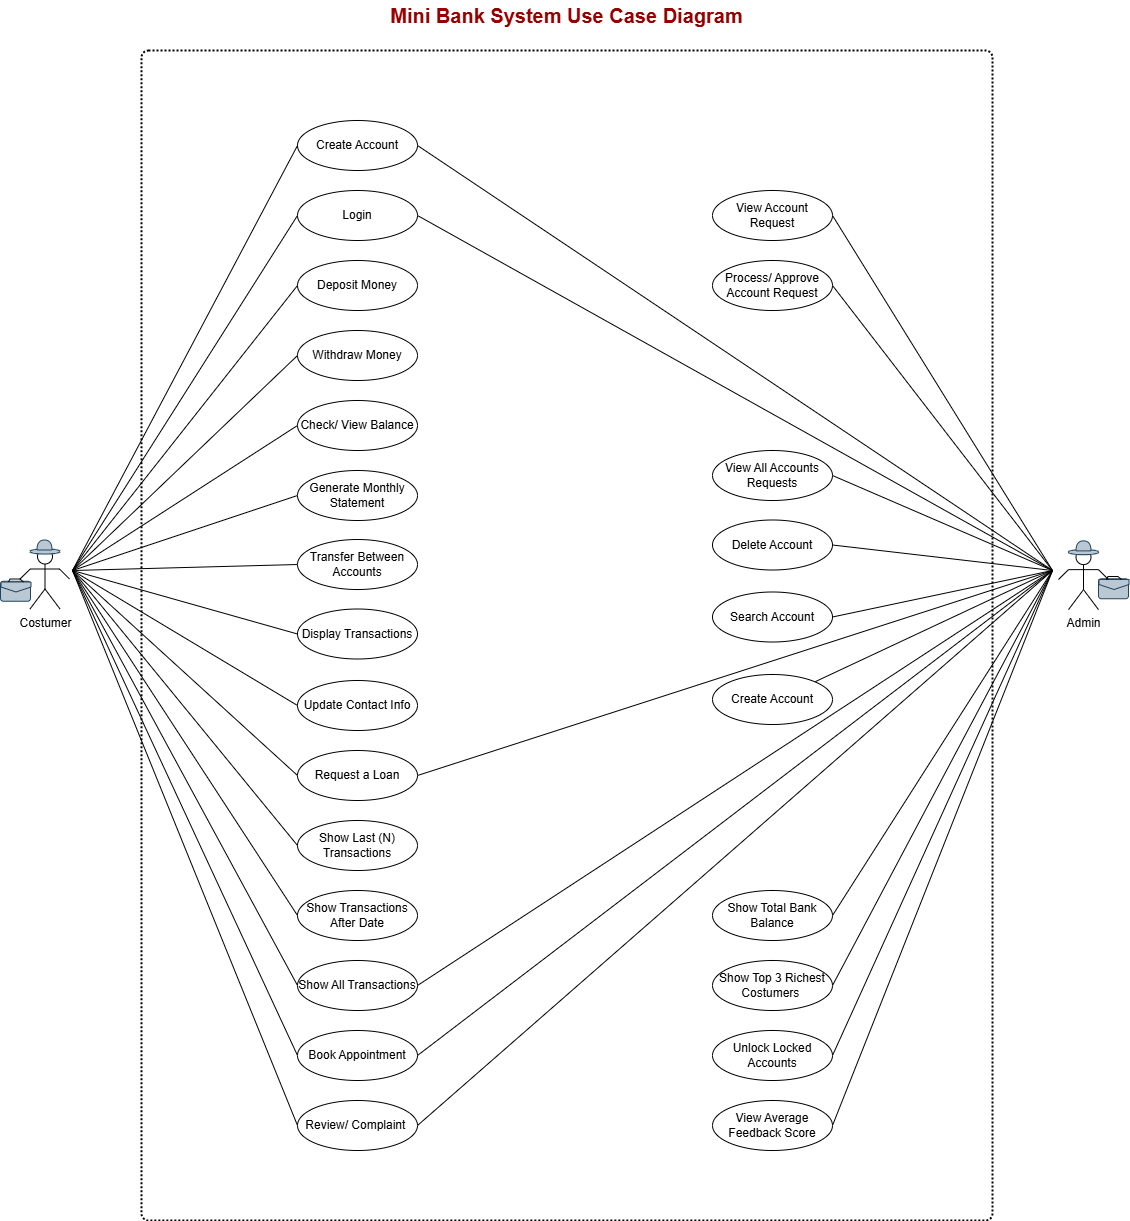 Mini Bank System Use Case Diagram
Create Account
Login
Deposit Money
Withdraw Money
Check/ View Balance
Generate Monthly
Statement
Transfer Between
Accounts
Display Transactions
Update Contact Info
Request a Loan
Show Last (N)
Transactions
Show Transactions
After Date
Show All Transactions
Book Appointment
Review/ Complaint
View Account
Request
Process/ Approve
Account Request
View All Accounts
Requests
Delete Account
Search Account
Create Account
Show Total Bank
Balance
Show Top 3 Richest
Costumers
Unlock Locked
Accounts
View Average
Feedback Score
Costumer
Admin